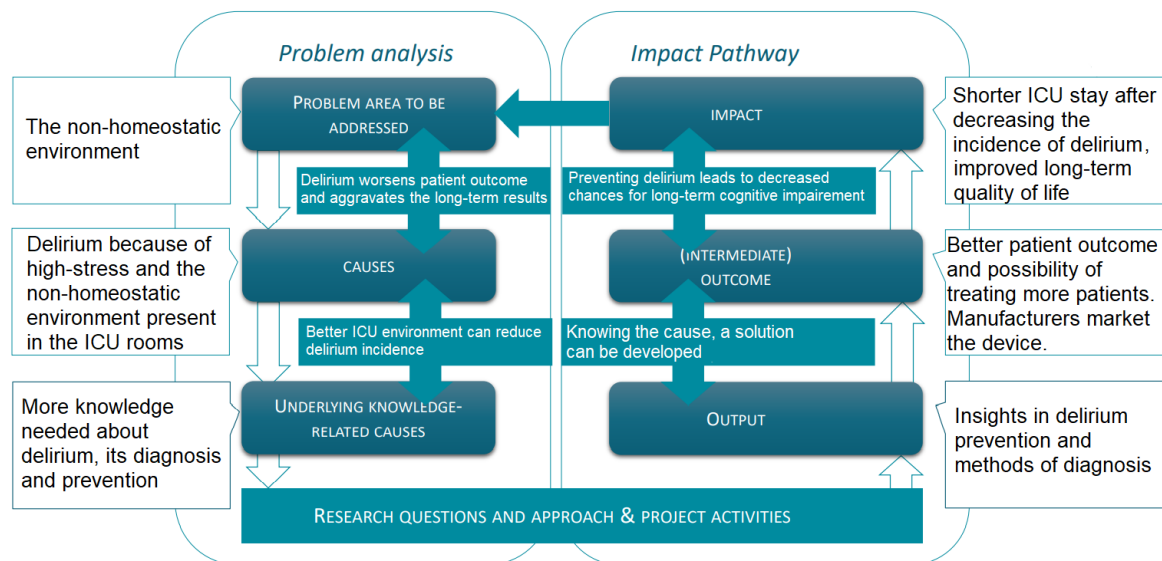 Problem analysis
Impact Pathway
The non-homeostatic
environment
PROBLEM AREA TO BE
ADDRESSED
IMPACT
Shorter ICU stay after
decreasing the
incidence of delirium,
improved long-term
quality of life
Delirium worsens patient outcome
and aggravates the long-term results
Preventing delirium leads to decreased
chances for long-term cognitive impairement
Delirium because of
high-stress and the
non-homeostatic
environment present
in the ICU rooms
CAUSES
(INTERMEDIATE)
OUTCOME
Better patient outcome
and possibility of
treating more patients.
Manufacturers market
the device.
Better ICU environment can reduce
delirium incidence
Knowing the cause, a solution
can be developed
More knowledge
needed about
delirium, its diagnosis
and prevention
UNDERLYING KNOWLEDGE-
RELATED CAUSES
OUTPUT
Insights in delirium
prevention and
methods of diagnosis
RESEARCH QUESTIONS AND APPROACH & PROJECT ACTIVITIES